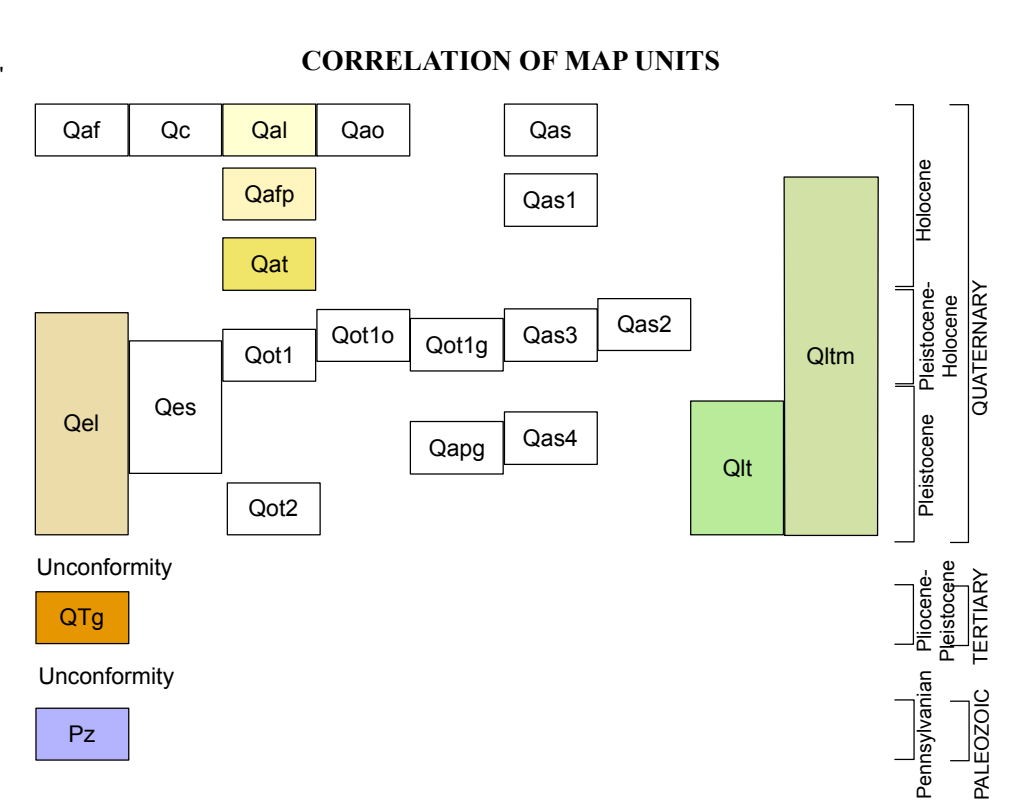 CORRELATION OF MAP UNITS
Qaf
Qc
Qal
Qao
Qas
Qafp
Qas1
Qat
Qel
Qes
Qot1
Qot1o
Qot1g
Qas3
Qas2
Qltm
Qapg
Qas4
Qlt
Qot2
Unconformity
QTg
Unconformity
Pz
Holocene
Pleistocene-
Holocene
Pleistocene
QUATERNARY
Pliocene-
Pleistocene
TERTIARY
Pennsylvanian
PALEOZOIC